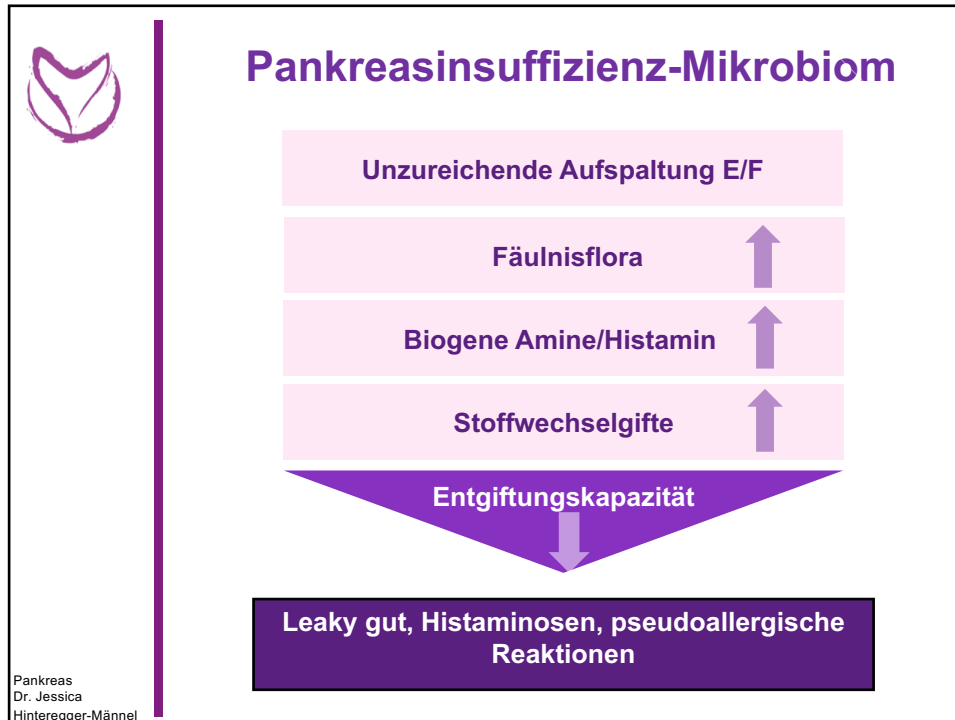 Pankreasinsuffizienz-Mikrobiom
Unzureichende Aufspaltung E/F
Fäulnisflora
Biogene Amine/Histamin
Stoffwechselgifte
Entgiftungskapazität
Leaky gut, Histaminosen, pseudoallergische
Reaktionen
Pankreas
Dr. Jessica
Hinteregger-Männel